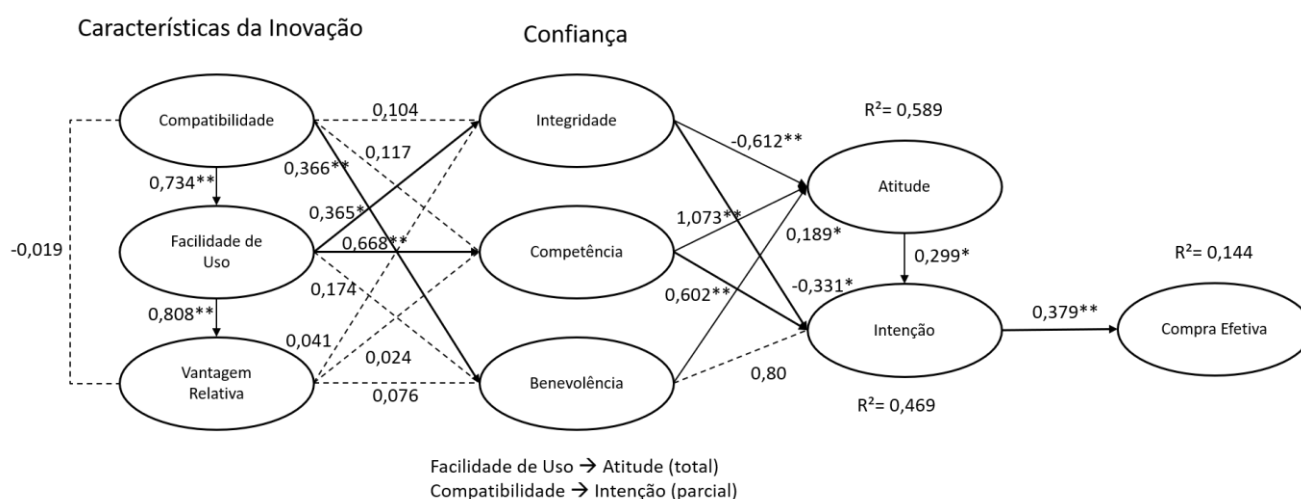 Características da Inovação
Confiança
Compatibilidade
0,104
Integridade
R²= 0,589
0,117
-0,612**
0,366**
Atitude
0,734**
0,365*
1,073**
Facilidade de
Uso
0,668**
Competência
0,189*
-0,019
0,299*
R²= 0,144
0,174
0,602**
-0,331*
0,808**
0,379**
Intenção
Compra Efetiva
0,041
0,024
Vantagem
Relativa
Benevolência
0,80
0,076
R²= 0,469
Facilidade de Uso → Atitude (total)
Compatibilidade → Intenção (parcial)